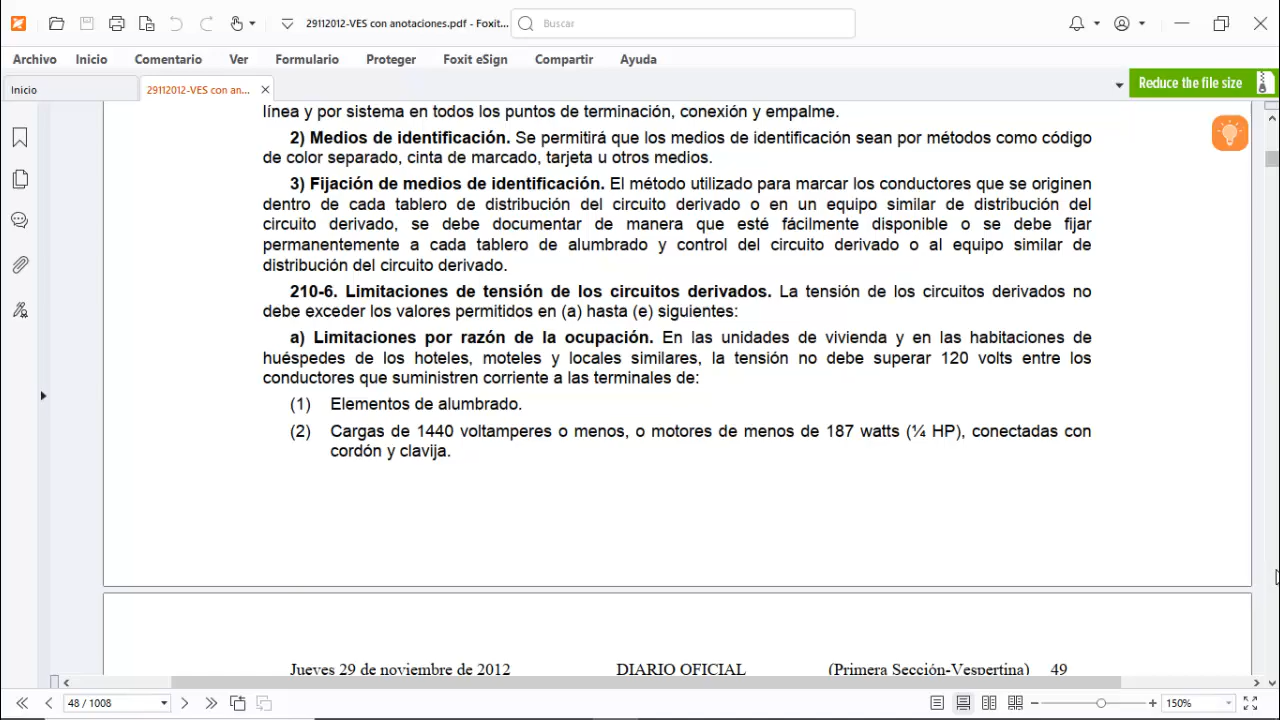 29112012-VES con anotaciones.pdf - Foxit...
Buscar
Archivo Inicio Comentario Ver Formulario Proteger Foxit eSign Compartir Ayuda
Inicio
29112012-VES con an...
Reduce the file size
línea y por sistema en todos los puntos de terminación, conexión y empalme.
2) Medios de identificación. Se permitirá que los medios de identificación sean por métodos como código
de color separado, cinta de marcado, tarjeta u otros medios.
3) Fijación de medios de identificación. El método utilizado para marcar los conductores que se originen
dentro de cada tablero de distribución del circuito derivado o en un equipo similar de distribución del
circuito derivado, se debe documentar de manera que esté fácilmente disponible o se debe fijar
permanentemente a cada tablero de alumbrado y control del circuito derivado o al equipo similar de
distribución del circuito derivado.
210-6. Limitaciones de tensión de los circuitos derivados. La tensión de los circuitos derivados no
debe exceder los valores permitidos en (a) hasta (e) siguientes:
a) Limitaciones por razón de la ocupación. En las unidades de vivienda y en las habitaciones de
huéspedes de los hoteles, moteles y locales similares, la tensión no debe superar 120 volts entre los
conductores que suministren corriente a las terminales de:
(1) Elementos de alumbrado.
(2) Cargas de 1440 voltamperes o menos, o motores de menos de 187 watts (¼ HP), conectadas con
cordón y clavija.
Jueves 29 de noviembre de 2012 DIARIO OFICIAL (Primera Sección-Vespertina) 49
48 / 1008
150%